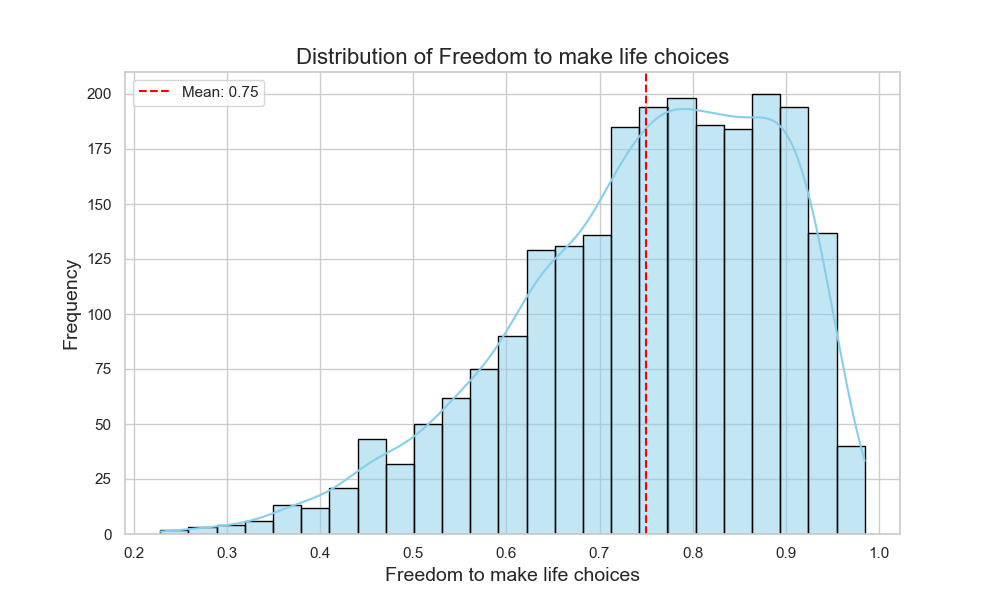 Distribution of Freedom to make life choices
Mean: 0.75
Frequency
200
175
150
125
100
75
50
25
0
0.2 0.3 0.4 0.5 0.6 0.7 0.8 0.9 1.0
Freedom to make life choices